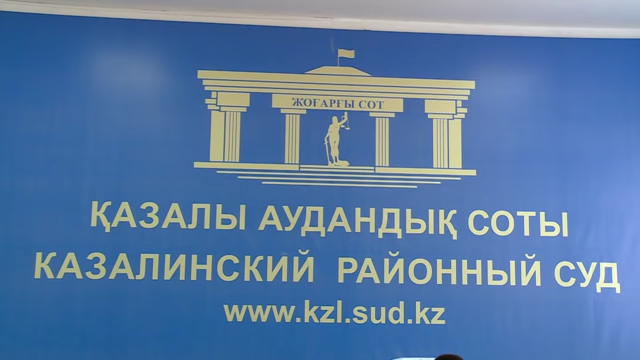 ЖОҒАРҒЫ СОТ
ҚАЗАЛЫ АУДАНДЫҚ СОТЫ
КАЗАЛИНСКИЙ РАЙОННЫЙ СУД
www.kzl.sud.kz